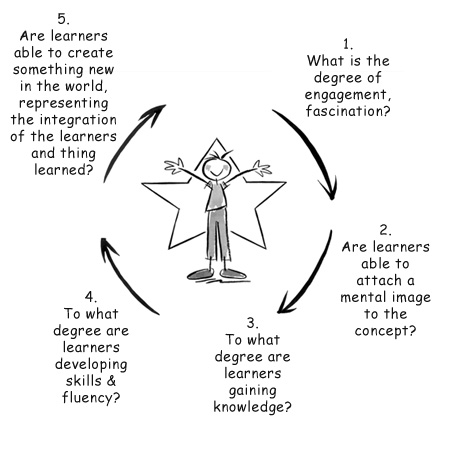 1.
What is the
degree of
engagement,
fascination?
2.
Are learners
able to
attach a
mental image
to the
concept?
3.
To what
degree are
learners
gaining
knowledge?
4.
To what
degree are
learners
developing
skills &
fluency?
5.
Are learners
able to create
something new
in the world,
representing
the integration
of the learners
and thing
learned?